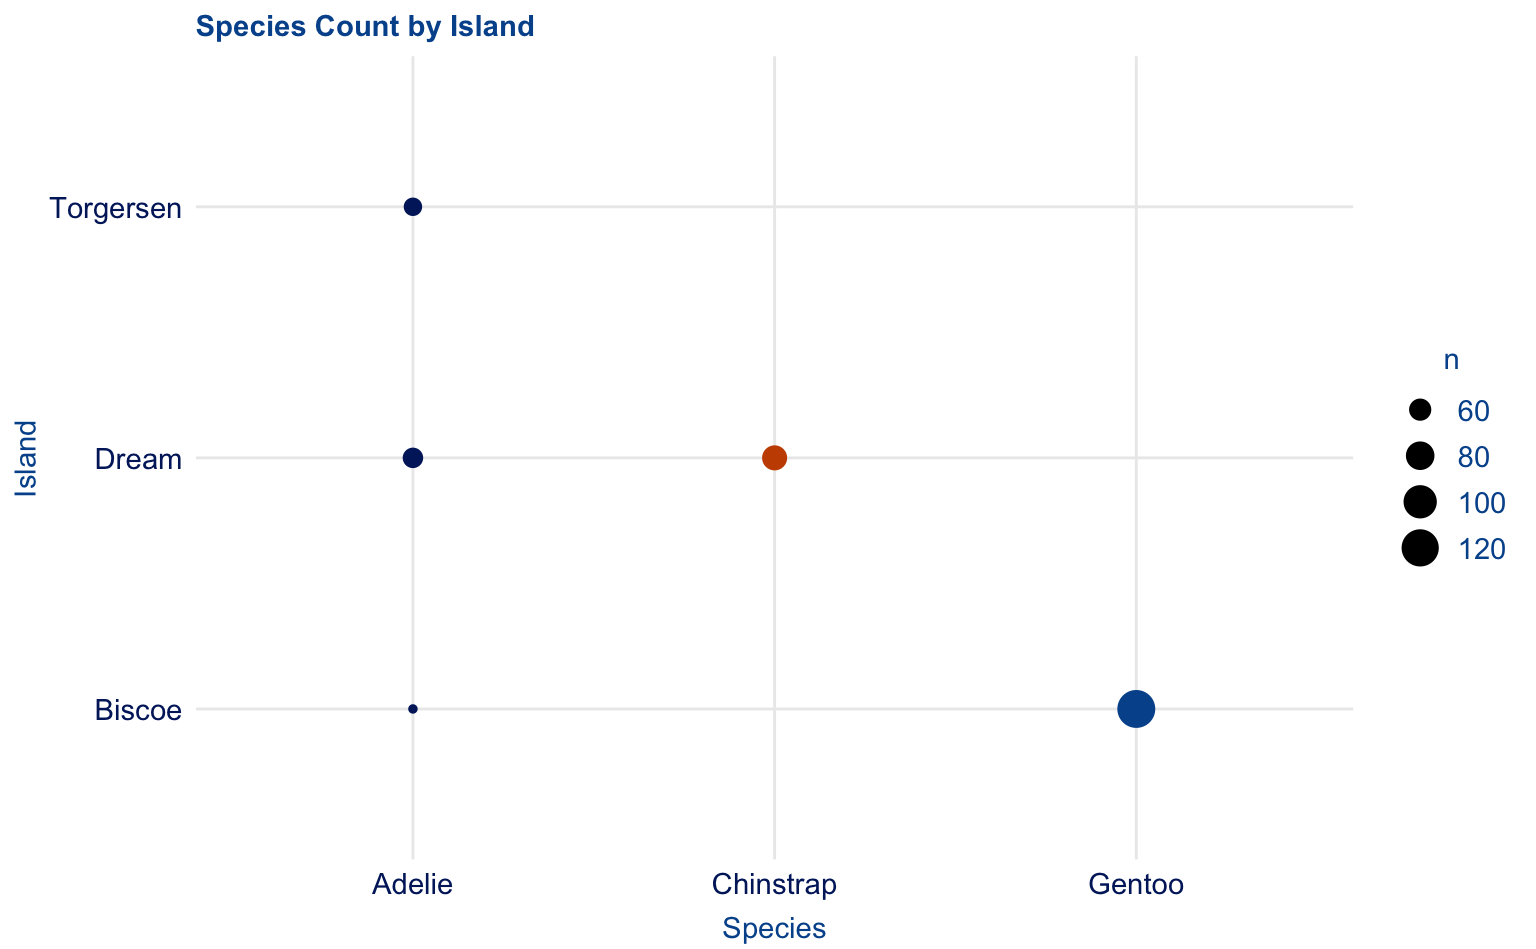 Species Count by Island
Torgersen
Dream
Biscoe
Island
Adelie
Chinstrap
Gentoo
Species
n
60
80
100
120